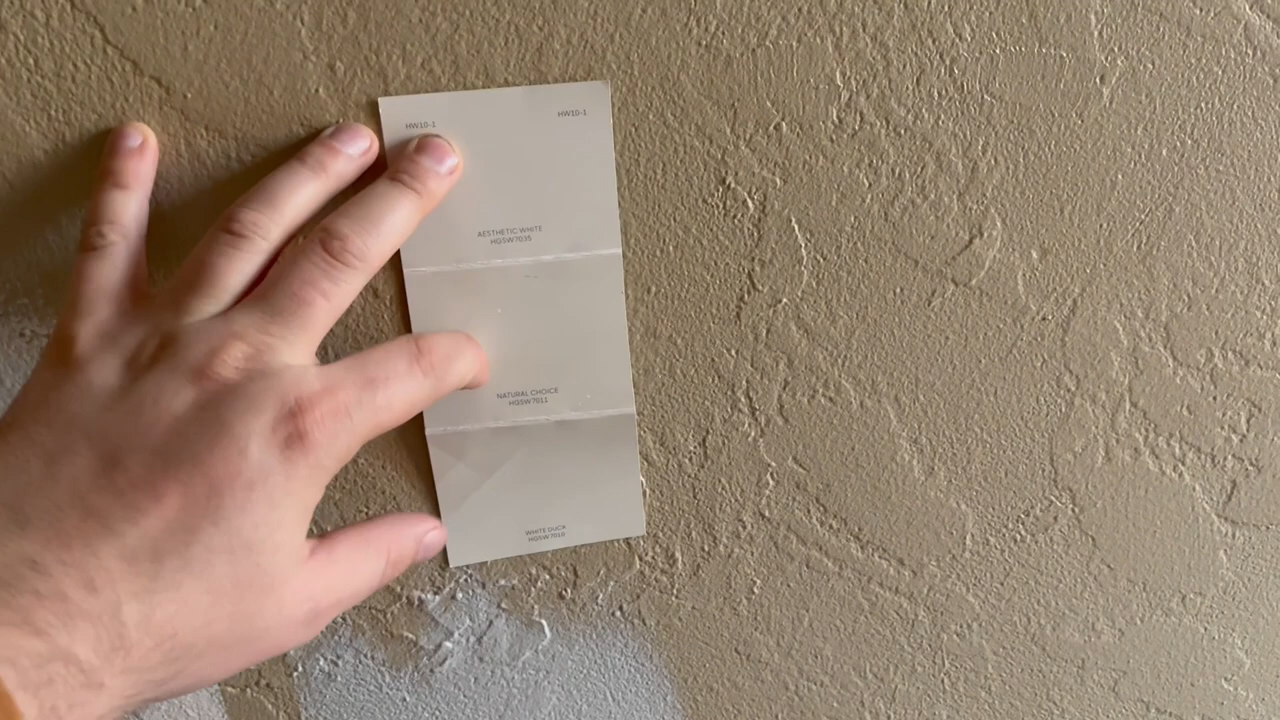 HW10-1
HW10-1
AESTHETIC WHITE
HGSW7035
NATURAL CHOICE
HGSW7011
WHITE DUCK
HGSW7010